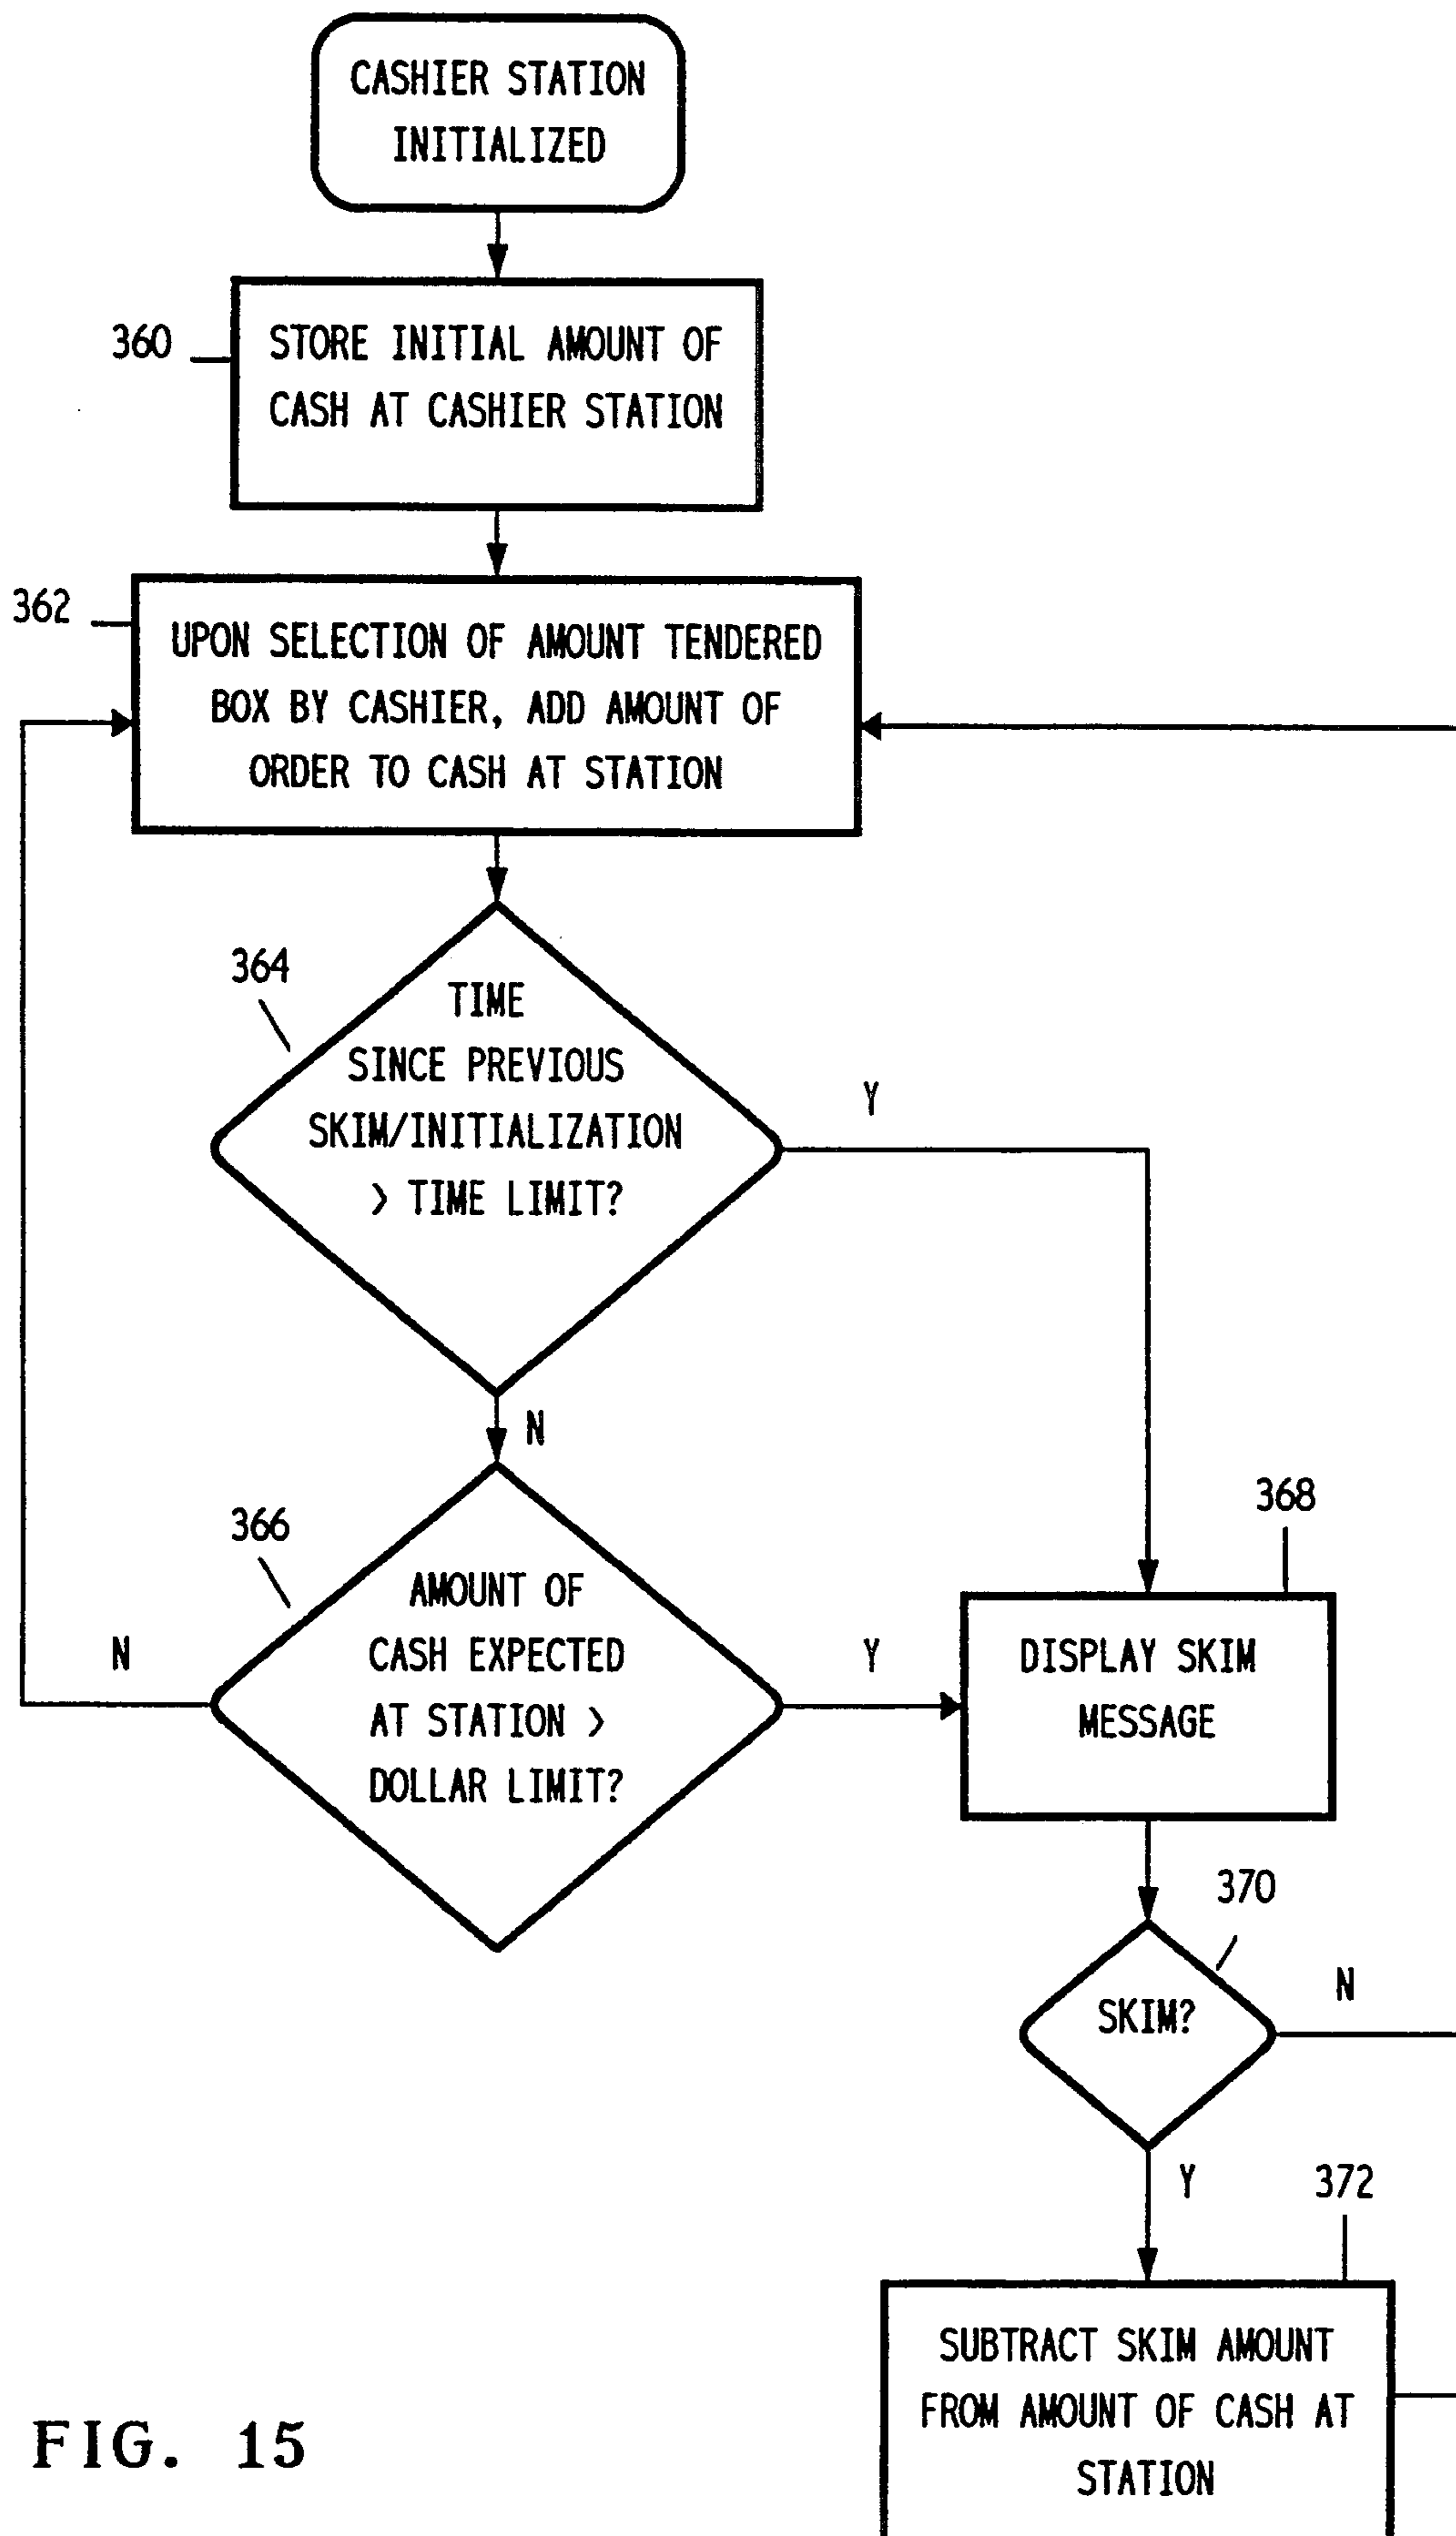 CASHIER STATION
INITIALIZED
360
STORE INITIAL AMOUNT OF
CASH AT CASHIER STATION
362
UPON SELECTION OF AMOUNT TENDERED
BOX BY CASHIER, ADD AMOUNT OF
ORDER TO CASH AT STATION
364
TIME
SINCE PREVIOUS
SKIM/INITIALIZATION
> TIME LIMIT?
Y
N
366
AMOUNT OF
CASH EXPECTED
AT STATION >
DOLLAR LIMIT?
N
Y
368
DISPLAY SKIM
MESSAGE
370
SKIM?
N
Y
372
SUBTRACT SKIM AMOUNT
FROM AMOUNT OF CASH AT
STATION
FIG. 15